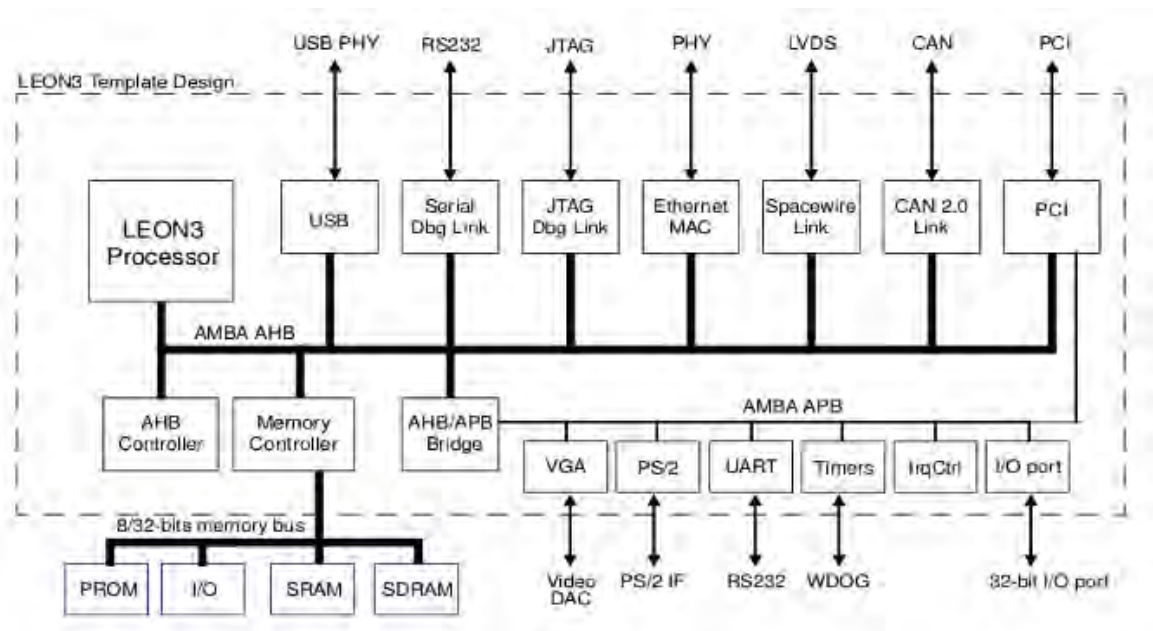 USB PHY RS232 JTAG PHY LVDS CAN PCI
LEON3 Template Design
LEON3
Processor
USB
Serial
Dbg Link
JTAG
Dbg Link
Ethernet
MAC
Spacewire
Link
CAN 2.0
Link
PCI
AMBA AHB
AHB
Controller
Memory
Controller
AHB/APB
Bridge
AMBA APB
VGA
PS/2
UART
Timers
IrqCtrl
I/O port
8/32-bits memory bus
PROM
I/O
SRAM
SDRAM
Video
DAC
PS/2 IF
RS232
WDOG
32-bit I/O port